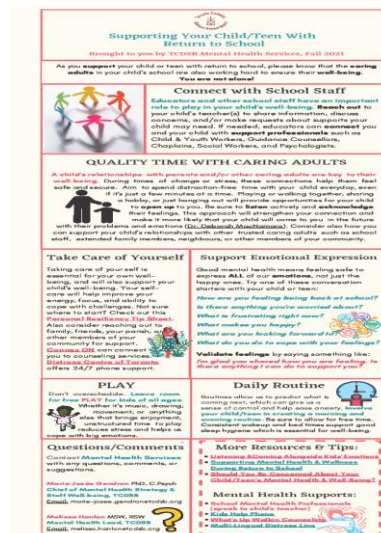 Supporting Your Child/Teen With
Return to School
Brought to you by TCDSB Mental Health Services, Fall 2021
As you support your child or teen with return to school, please know that the caring
adults in your child's school are also working hard to ensure their well-being.
You are not alone!
Connect with School Staff
Educators and other school staff have an important
role to play in your child's well-being. Reach out to
your child's teacher(s) to share information, discuss
concerns, and/or make requests about supports your
child may need. If needed, educators can connect you
and your child with support professionals such as
Child & Youth Workers, Guidance Counsellors,
Chaplains, Social Workers, and Psychologists.
QUALITY TIME WITH CARING ADULTS
A child's relationships with parents and/or other caring adults are key to their
well-being. During times of change or stress, these connections help them feel
safe and secure. Aim to spend distraction-free time with your child everyday, even
if it's just a few minutes at a time. Playing or walking together, sharing
a hobby, or just hanging out will provide opportunities for your child
to open up to you. Be sure to listen actively and acknowledge
their feelings. This approach will strengthen your connection and
make it more likely that your child will come to you in the future
with their problems and emotions (Dr. Deborah MacNamara). Consider also how you
can support your child's relationships with other trusted caring adults such as school
staff, extended family members, neighbours, or other members of your community.
Take Care of Yourself
Taking care of yourself is
essential for your own well-
being, and will also support your
child's well-being. Your self-
care will help improve your
energy, focus, and ability to
cope with challenges. Not sure
where to start? Check out this
Personal Resiliency Tip Sheet.
Also consider reaching out to
family, friends, your parish, or
other members of your
community for support.
Connex ON can connect
you to counseling services.
Distress Centre of Toronto
offers 24/7 phone support.
Support Emotional Expression
Good mental health means feeling safe to
express ALL of our emotions, not just the
happy ones. Try one of these conversation
starters with your child or teen:
How are you feeling being back at school?
Is there anything you're worried about?
What is frustrating right now?
What makes you happy?
What are you looking forward to?
What do you do to cope with your feelings?
Validate feelings by saying something like:
I'm glad you shared how you are feeling. Is
there anything I can do to support you?
PLAY
Don't overschedule. Leave room
for free PLAY for kids of all ages.
Whether it's music, drawing,
movement, or anything
else that brings enjoyment,
unstructured time to play
reduces stress and helps us
cope with big emotions.
Daily Routine
Routines allow us to predict what is
coming next, which can give us a
sense of control and help ease anxiety. Involve
your child/teen in creating a morning and
evening routine. Be sure to allow for free time.
Consistent wakeup and bed times support good
sleep hygiene which is essential for well-being.
Questions/Comments
Contact Mental Health Services
with any questions, comments, or
suggestions.
Marie-Josée Gendron PhD, C.Psych
Chief of Mental Health Strategy &
Staff Well-Being, TCDSB
Email: marie-josee.gendron@tcdsb.org
Melissa Hanlon MSW, RSW
Mental Health Lead, TCDSB
Email: melissa.hanlon@tcdsb.org
More Resources & Tips:
Listening & Coming Alongside Kids' Emotions
Supporting Mental Health & Wellness
During Return to School
Should You Be Concerned About Your
Child/Teen's Mental Health & Well-Being?
Mental Health Supports:
School Mental Health Professionals
(speak to child's teacher)
Kids Help Phone
What's Up Walkin Counseling
Multi-Lingual Distress Line